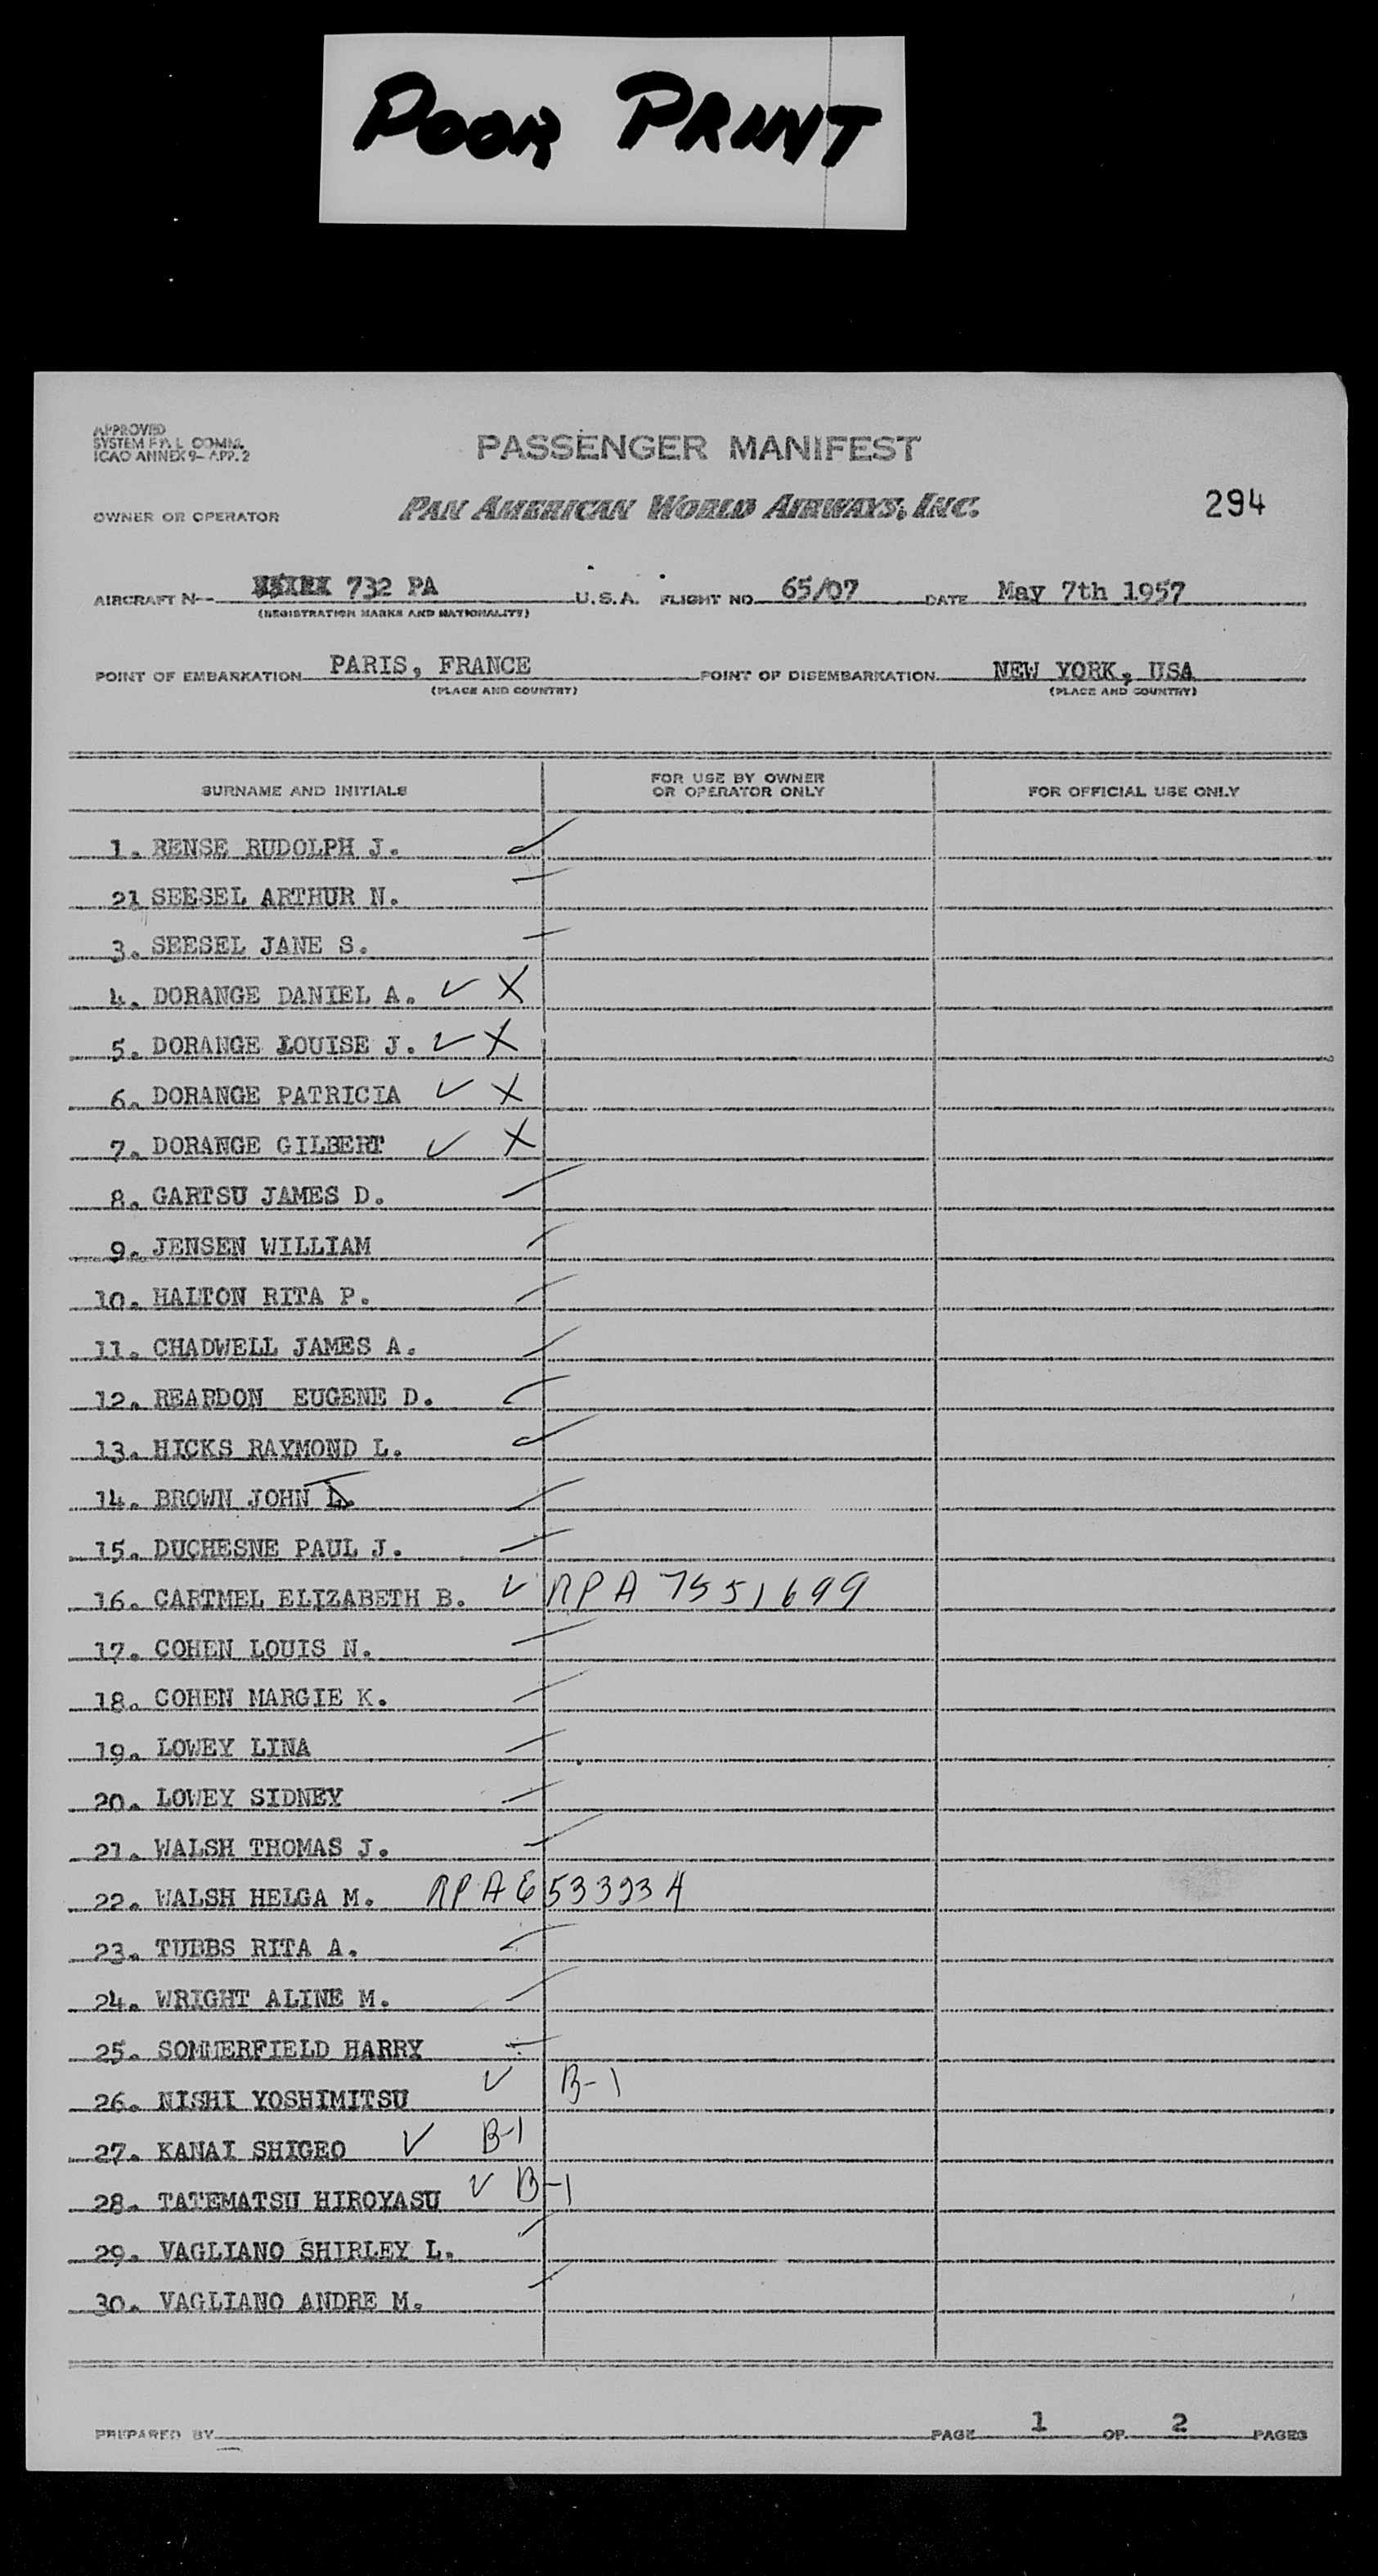 POOR PRINT
APPROVED
SYSTEM F A L COMM.
ICAO ANNEX 9- APP. 2
PASSENGER MANIFEST
OWNER OR OPERATOR PAN AMERICAN WORLD AIRWAYS, INC. 294
AIRCRAFT N-- 732 PA U.S.A. FLIGHT NO. 65/07 DATE May 7th 1957
(REGISTRATION MARKS AND NATIONALITY)
POINT OF EMBARKATION PARIS, FRANCE POINT OF DISEMBARKATION NEW YORK, USA
(PLACE AND COUNTRY) (PLACE AND COUNTRY)
SURNAME AND INITIALS FOR USE BY OWNER OR OPERATOR ONLY FOR OFFICIAL USE ONLY
1. RENSE RUDOLPH J.
21 SEESEL ARTHUR N.
3. SEESEL JANE S.
4. DORANGE DANIEL A. ✓ X
5. DORANGE LOUISE J. ✓ X
6. DORANGE PATRICIA ✓ X
7. DORANGE GILBERT ✓ X
8. GARTSU JAMES D.
9. JENSEN WILLIAM
10. HALTON RITA P.
11. CHADWELL JAMES A.
12. REARDON EUGENE D.
13. HICKS RAYMOND L.
14. BROWN JOHN
15. DUCHESNE PAUL J.
16. CARTMEL ELIZABETH B. ✓ RPA 7551699
17. COHEN LOUIS N.
18. COHEN MARGIE K.
19. LOWEY LINA
20. LOWEY SIDNEY
21. WALSH THOMAS J.
22. WALSH HELGA M. RPA 6533234
23. TUBBS RITA A.
24. WRIGHT ALINE M.
25. SOMMERFIELD HARRY
26. NISHI YOSHIMITSU ✓ B-1
27. KANAI SHIGEO ✓ B-1
28. TATEMATSU HIROYASU ✓ B-1
29. VAGLIANO SHIRLEY L.
30. VAGLIANO ANDRE M.
PREPARED BY PAGE 1 OF 2 PAGES